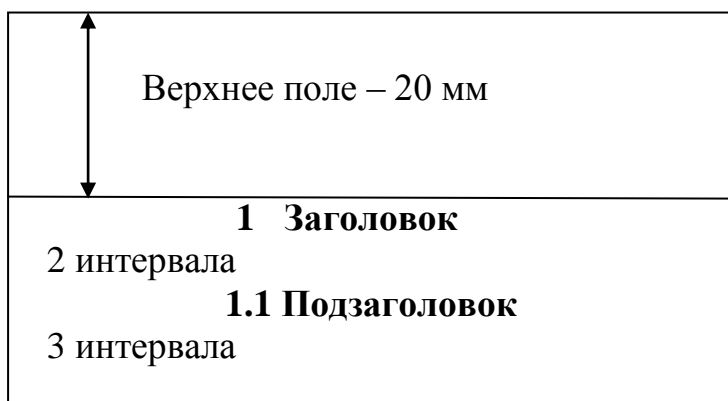 Верхнее поле – 20 мм
1 Заголовок
2 интервала
1.1 Подзаголовок
3 интервала